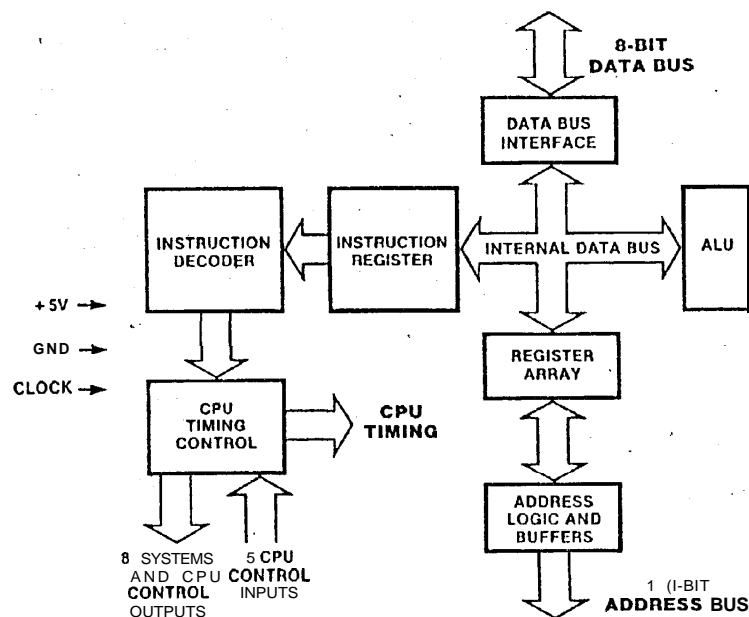 8-BIT
DATA BUS
DATA BUS
INTERFACE
INSTRUCTION
DECODER
INSTRUCTION
REGISTER
INTERNAL DATA BUS
ALU
+5V
GND
CLOCK
REGISTER
ARRAY
CPU
TIMING
CONTROL
CPU
TIMING
ADDRESS
LOGIC AND
BUFFERS
8 SYSTEMS
AND CPU
CONTROL
OUTPUTS
5 CPU
CONTROL
INPUTS
1 (I-BIT
ADDRESS BUS